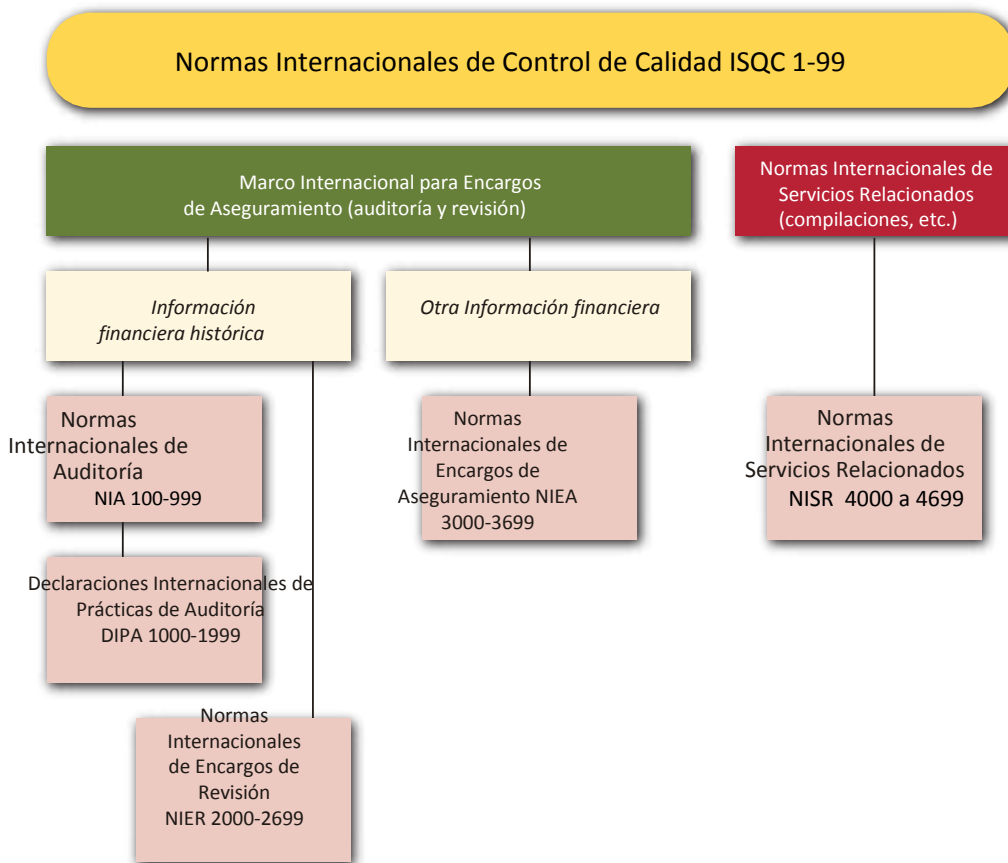 Normas Internacionales de Control de Calidad ISQC 1-99
Marco Internacional para Encargos
de Aseguramiento (auditoría y revisión)
Normas Internacionales de
Servicios Relacionados
(compilaciones, etc.)
Información
financiera histórica
Otra Información financiera
Normas
Internacionales de
Auditoría
NIA 100-999
Normas
Internacionales de
Encargos de
Aseguramiento NIEA
3000-3699
Normas
Internacionales de
Servicios Relacionados
NISR 4000 a 4699
Declaraciones Internacionales de
Prácticas de Auditoría
DIPA 1000-1999
Normas
Internacionales
de Encargos de
Revisión
NIER 2000-2699